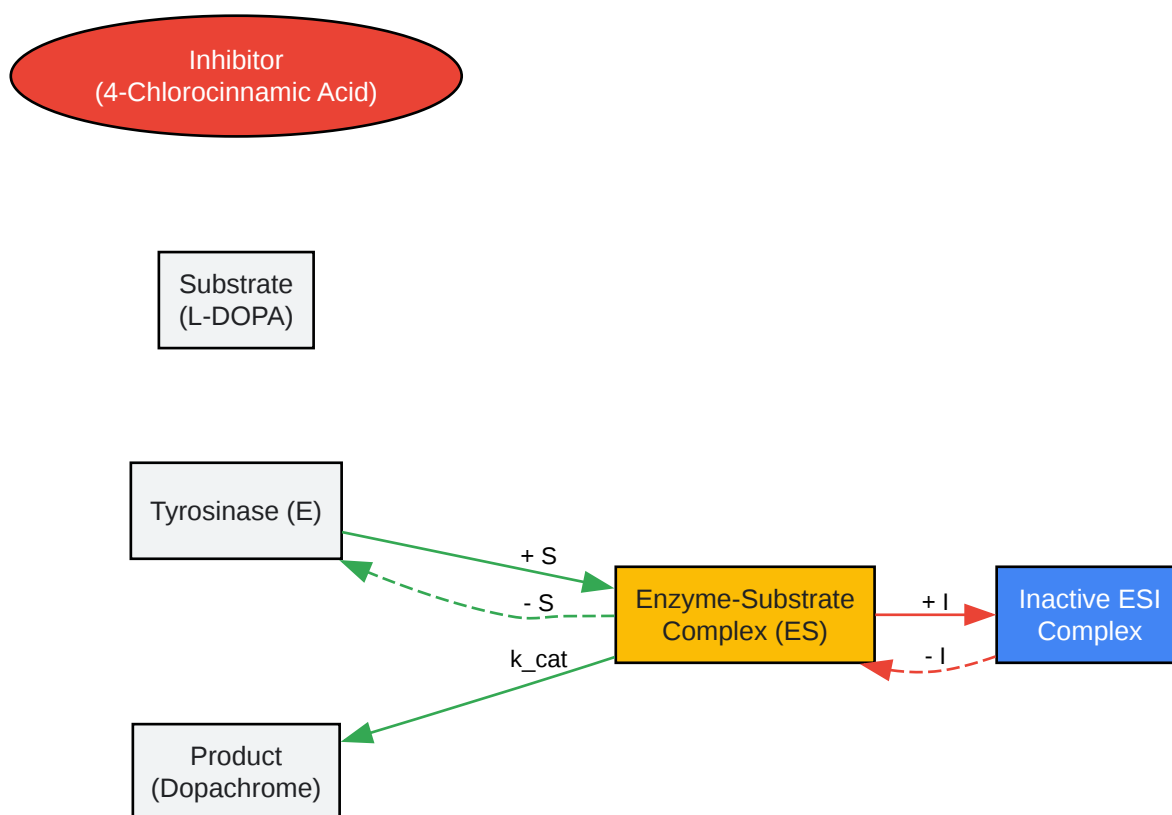 Inhibitor
(4-Chlorocinnamic Acid)
Substrate
(L-DOPA)
Tyrosinase (E)
+ S
- S
k_cat
Enzyme-Substrate
Complex (ES)
+ I
- I
Inactive ESI
Complex
Product
(Dopachrome)